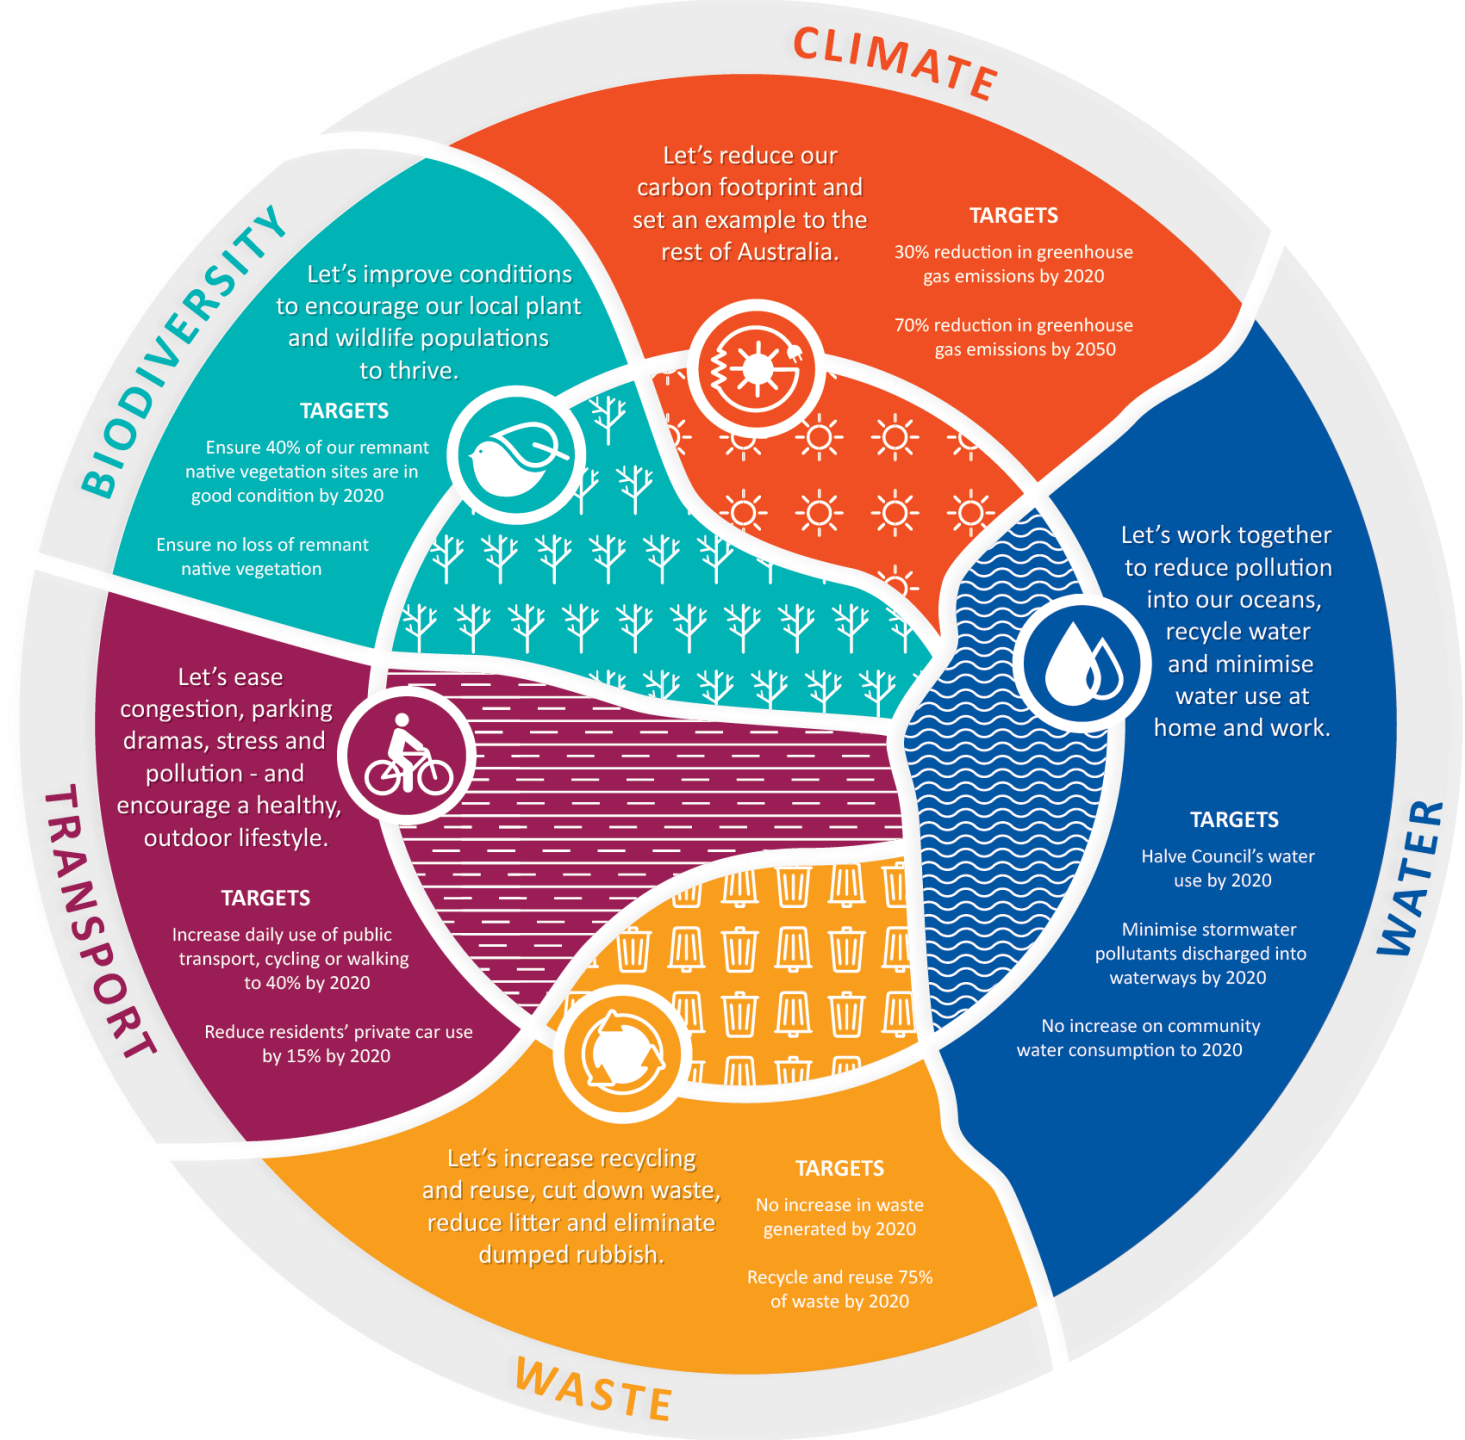 CLIMATE
Let's reduce our
carbon footprint and
set an example to the
rest of Australia.
TARGETS
30% reduction in greenhouse
gas emissions by 2020
70% reduction in greenhouse
gas emissions by 2050
WATER
Let's work together
to reduce pollution
into our oceans,
recycle water
and minimise
water use at
home and work.
TARGETS
Halve Council's water
use by 2020
Minimise stormwater
pollutants discharged into
waterways by 2020
No increase on community
water consumption to 2020
WASTE
Let's increase recycling
and reuse, cut down waste,
reduce litter and eliminate
dumped rubbish.
TARGETS
No increase in waste
generated by 2020
Recycle and reuse 75%
of waste by 2020
TRANSPORT
Let's ease
congestion, parking
dramas, stress and
pollution - and
encourage a healthy,
outdoor lifestyle.
TARGETS
Increase daily use of public
transport, cycling or walking
to 40% by 2020
Reduce residents' private car use
by 15% by 2020
BIODIVERSITY
Let's improve conditions
to encourage our local plant
and wildlife populations
to thrive.
TARGETS
Ensure 40% of our remnant
native vegetation sites are in
good condition by 2020
Ensure no loss of remnant
native vegetation